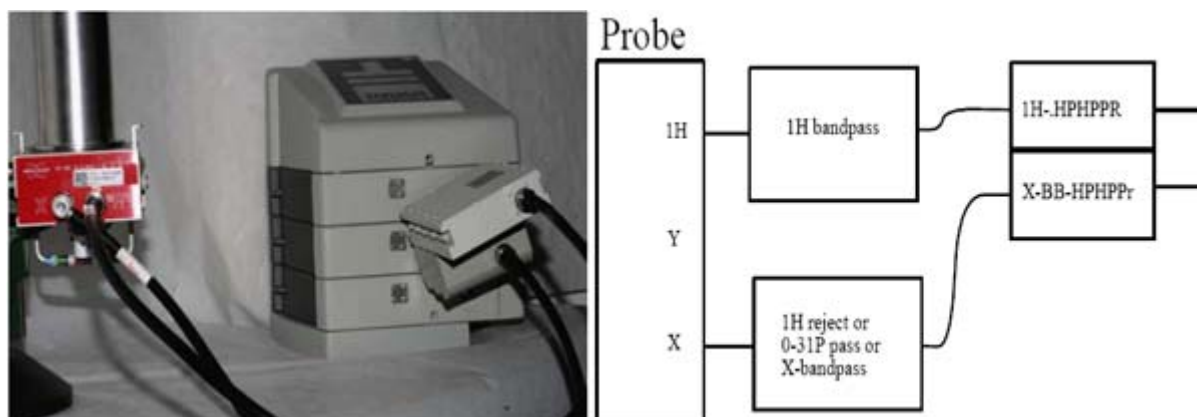 Probe
1H
1H bandpass
1H-.HPHPPR
X-BB-HPHPPr
Y
X
1H reject or
0-31P pass or
X-bandpass